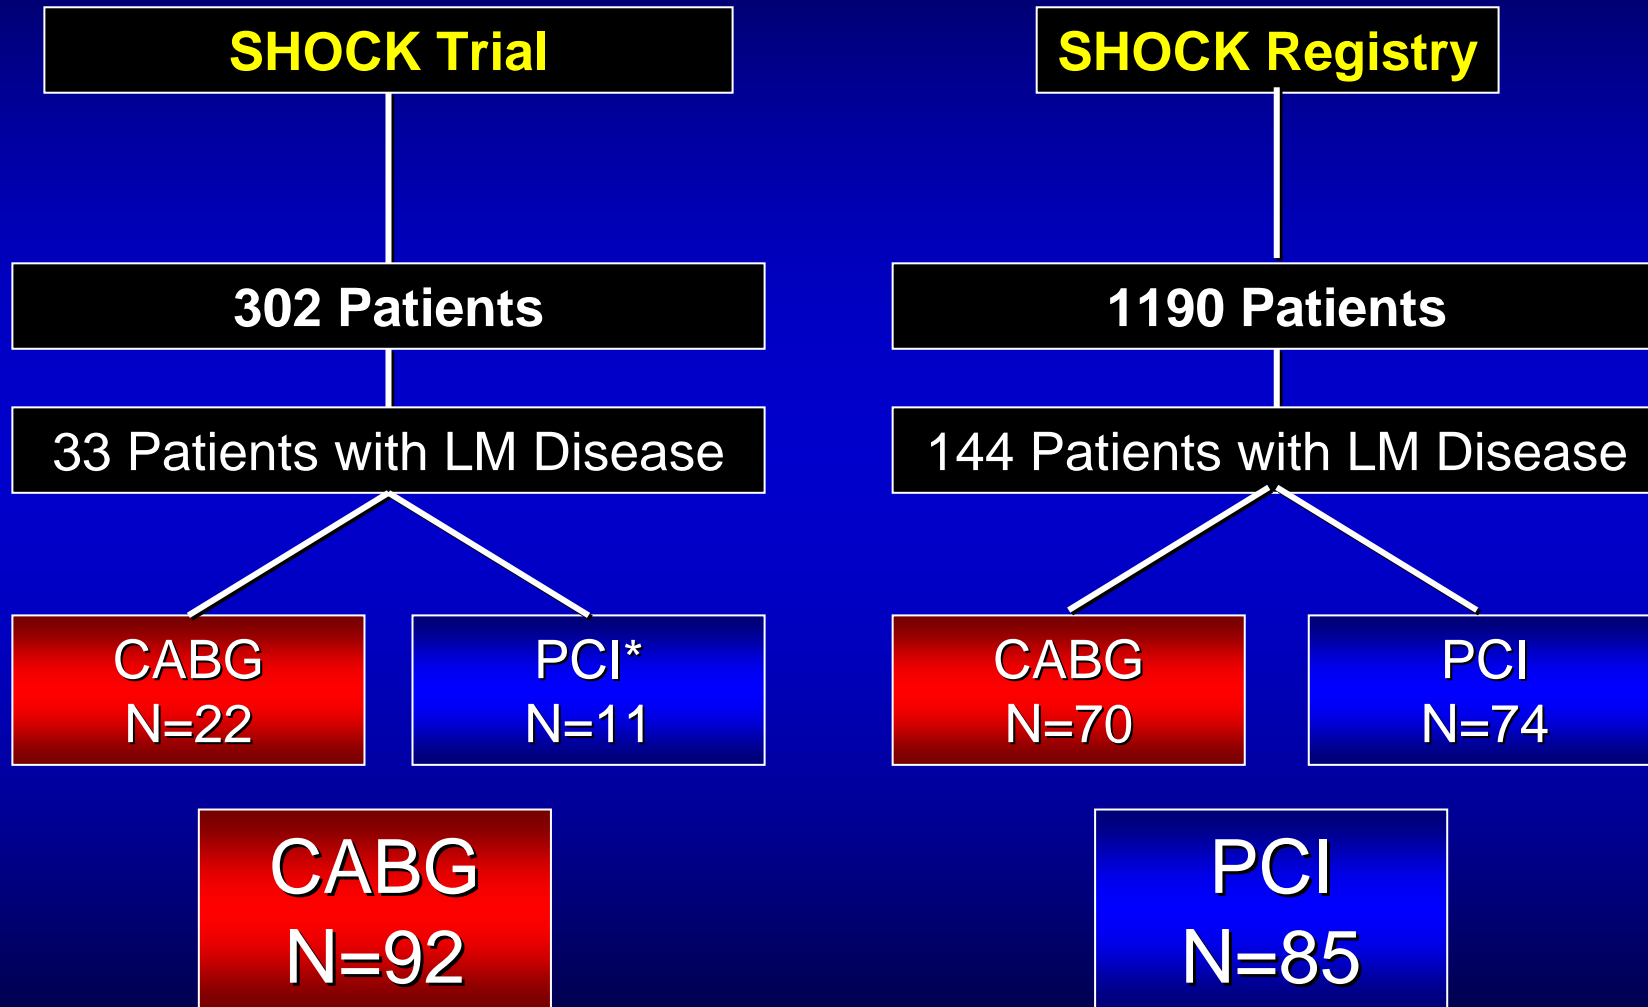 SHOCK Trial
SHOCK Registry
302 Patients
1190 Patients
33 Patients with LM Disease
144 Patients with LM Disease
CABG
N=22
PCI*
N=11
CABG
N=70
PCI
N=74
CABG
N=92
PCI
N=85